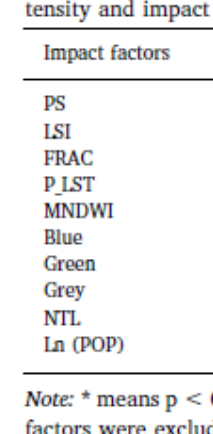 tensity and impact
Impact factors
PS
LSI
FRAC
P_LST
MNDWI
Blue
Green
Grey
NTL
Ln (POP)
Note: * means p <
factors were exclud